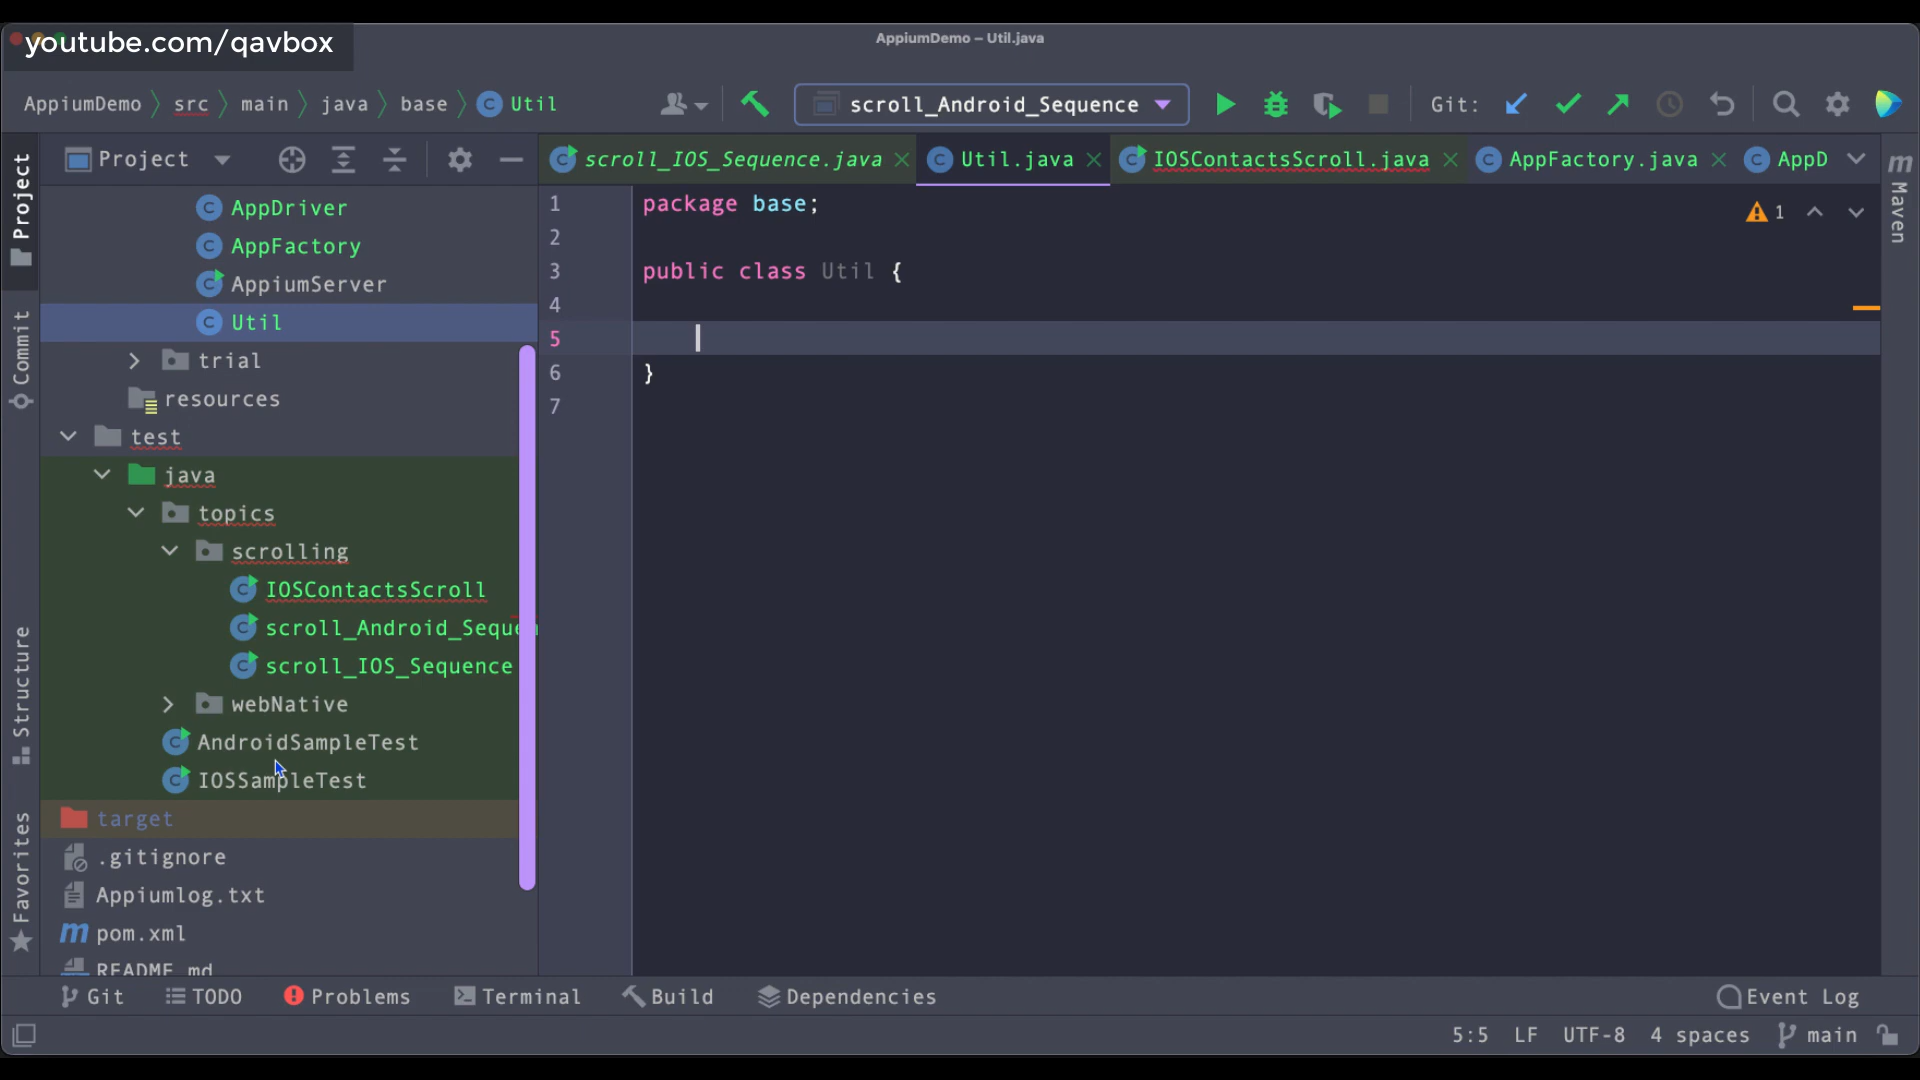 youtube.com/qavbox
AppiumDemo – Util.java
AppiumDemo src main java base Util
scroll_Android_Sequence
Git:
Project
scroll_IOS_Sequence.java
Util.java
IOSContactsScroll.java
AppFactory.java
AppD
Project
Commit
Structure
Favorites
Maven
AppDriver
AppFactory
AppiumServer
Util
trial
resources
test
java
topics
scrolling
IOSContactsScroll
scroll_Android_Sequen
scroll_IOS_Sequence
webNative
AndroidSampleTest
IOSSampleTest
target
.gitignore
Appiumlog.txt
pom.xml
README.md
1 package base;
2
3 public class Util {
4
5
6 }
7
1
Git TODO Problems Terminal Build Dependencies Event Log
5:5 LF UTF-8 4 spaces main